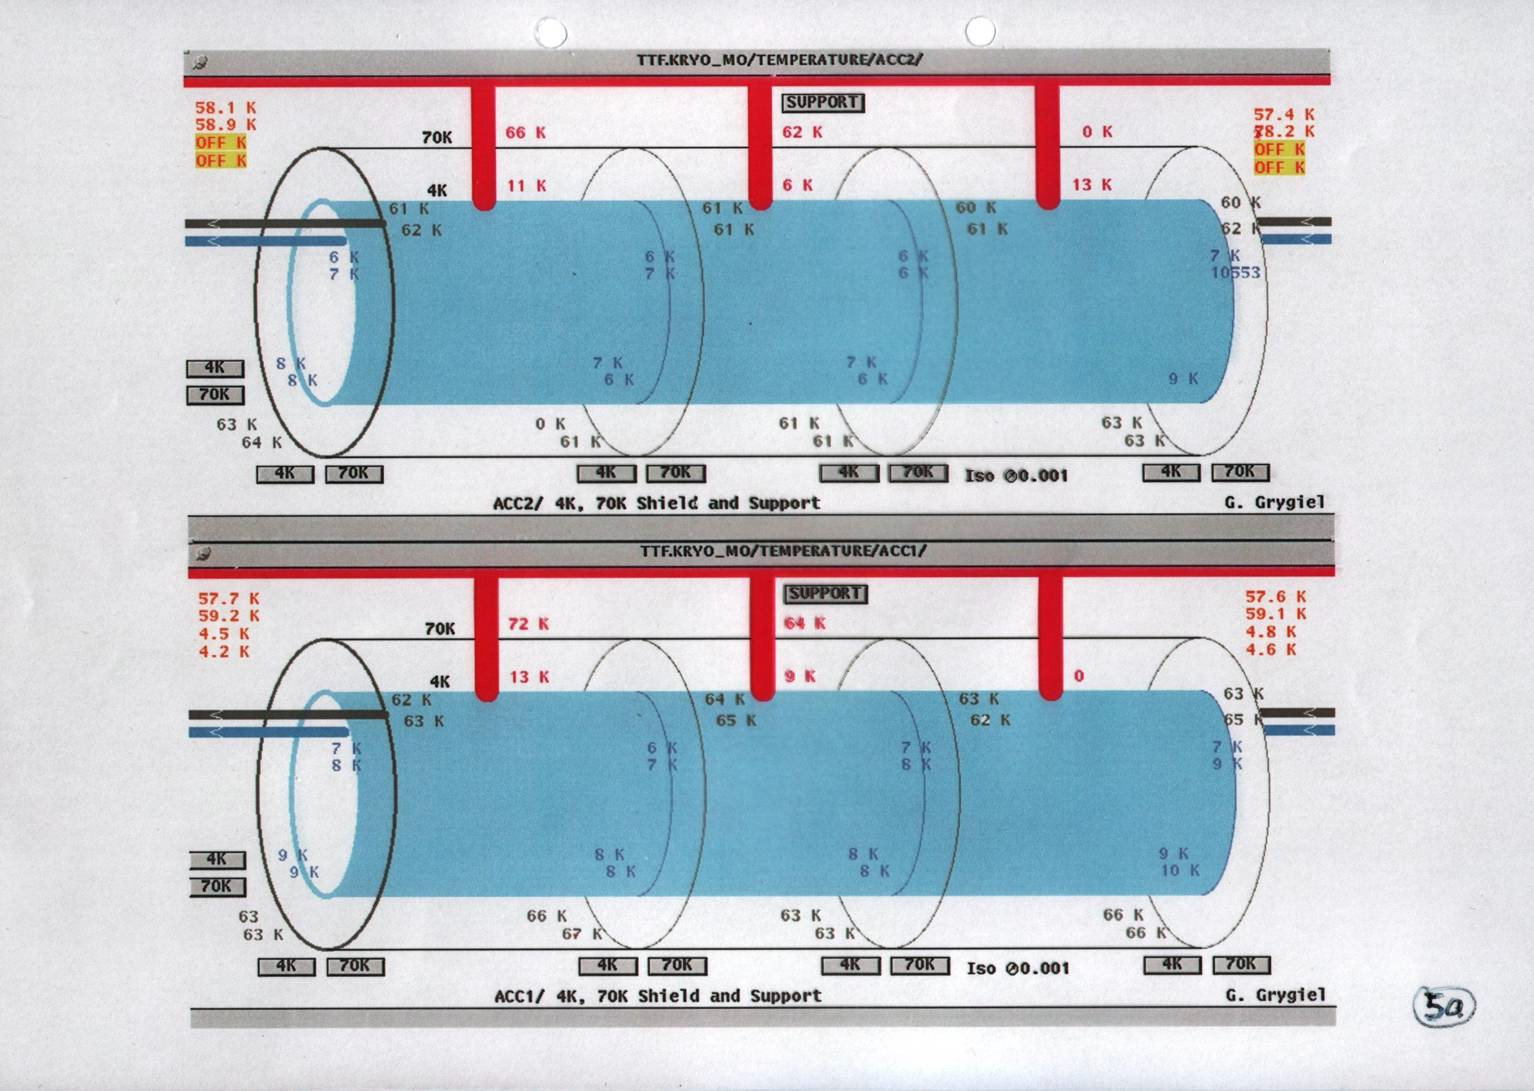 TTF.KRYO_MO/TEMPERATURE/ACC2/
58.1 K
58.9 K
OFF K
OFF K
SUPPORT
57.4 K
78.2 K
OFF K
OFF K
70K 66 K 62 K 0 K
4K 11 K 6 K 13 K
61 K 61 K 60 K 60 K
62 K 61 K 61 K 62 K
6 K 6 K 6 K 7 K
7 K 7 K 6 K 10553
4K 8 K 7 K 7 K
8 K 6 K 6 K 9 K
70K
63 K 0 K 61 K 63 K
64 K 61 K 61 K 63 K
4K 70K 4K 70K 4K 70K Iso 00.001 4K 70K
ACC2/ 4K, 70K Shield and Support G. Grygiel
TTF.KRYO_MO/TEMPERATURE/ACC1/
57.7 K
59.2 K
4.5 K
4.2 K
SUPPORT
57.6 K
59.1 K
4.8 K
4.6 K
70K 72 K 64 K
4K 13 K 9 K 0
62 K 64 K 63 K 63 K
63 K 65 K 62 K 65 K
7 K 6 K 7 K 7 K
8 K 7 K 8 K 9 K
4K 9 K 8 K 8 K 9 K
9 K 8 K 8 K 10 K
70K
63 66 K 63 K 66 K
63 K 67 K 63 K 66 K
4K 70K 4K 70K 4K 70K Iso 00.001 4K 70K
ACC1/ 4K, 70K Shield and Support G. Grygiel
5a